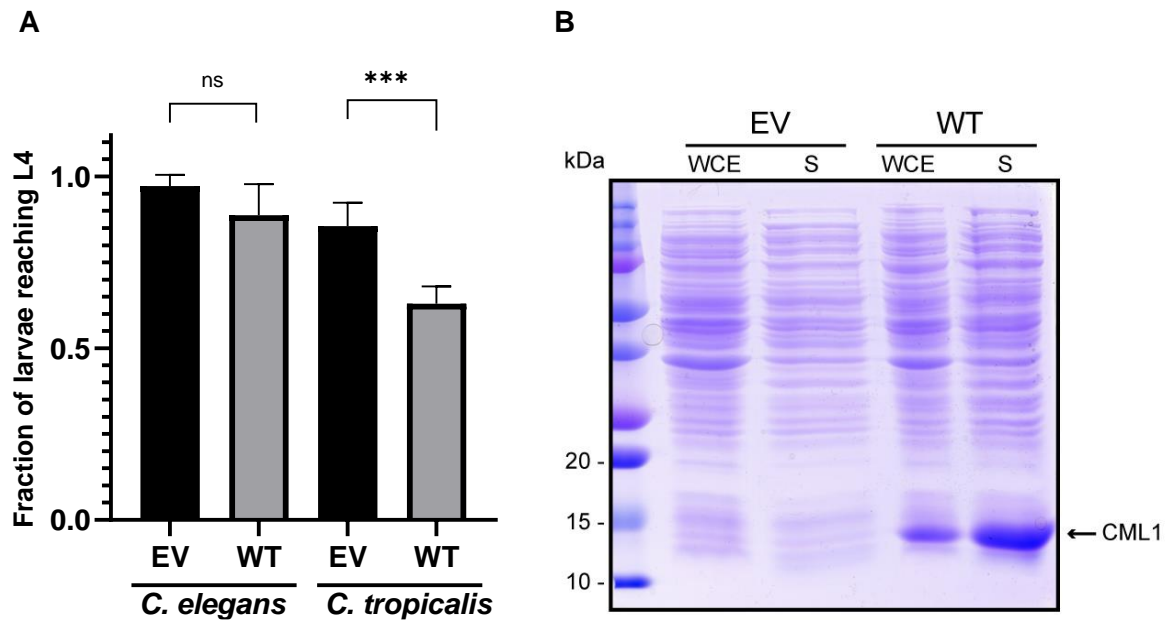 A
ns
***
Fraction of larvae reaching L4
1.0
0.5
0.0
EV WT EV WT
C. elegans C. tropicalis
B
EV WT
kDa WCE S WCE S
20 -
15 -
10 -
← CML1